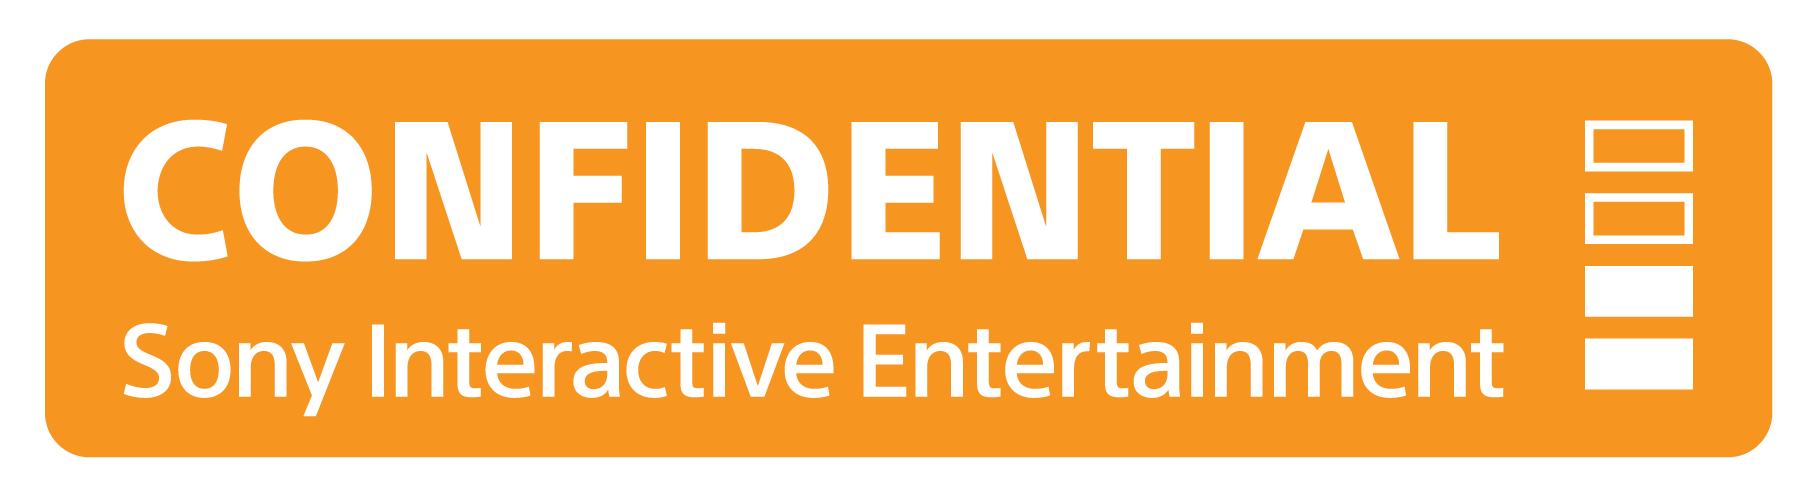 CONFIDENTIAL
Sony Interactive Entertainment